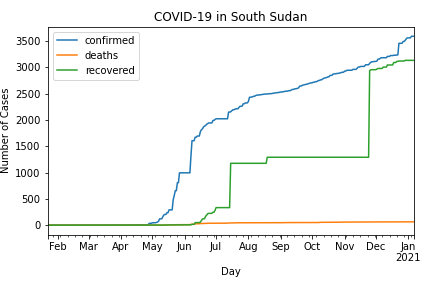 COVID-19 in South Sudan
confirmed
deaths
recovered
Number of Cases
3500
3000
2500
2000
1500
1000
500
0
Feb Mar Apr May Jun Jul Aug Sep Oct Nov Dec Jan
2021
Day